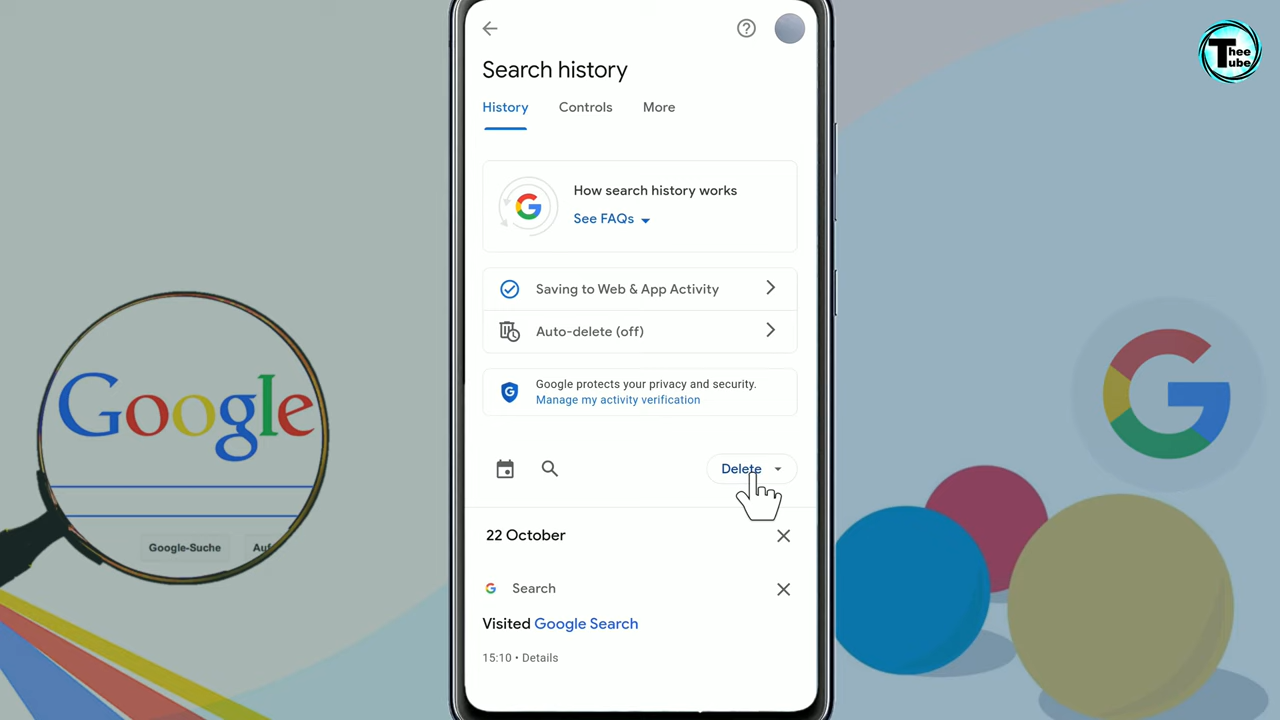 Thee
Tube
Search history
History Controls More
How search history works
See FAQs
Saving to Web & App Activity
Auto-delete (off)
Google protects your privacy and security.
Manage my activity verification
Delete
22 October
Search
Visited Google Search
15:10 • Details
Google
Google-Suche
Auf